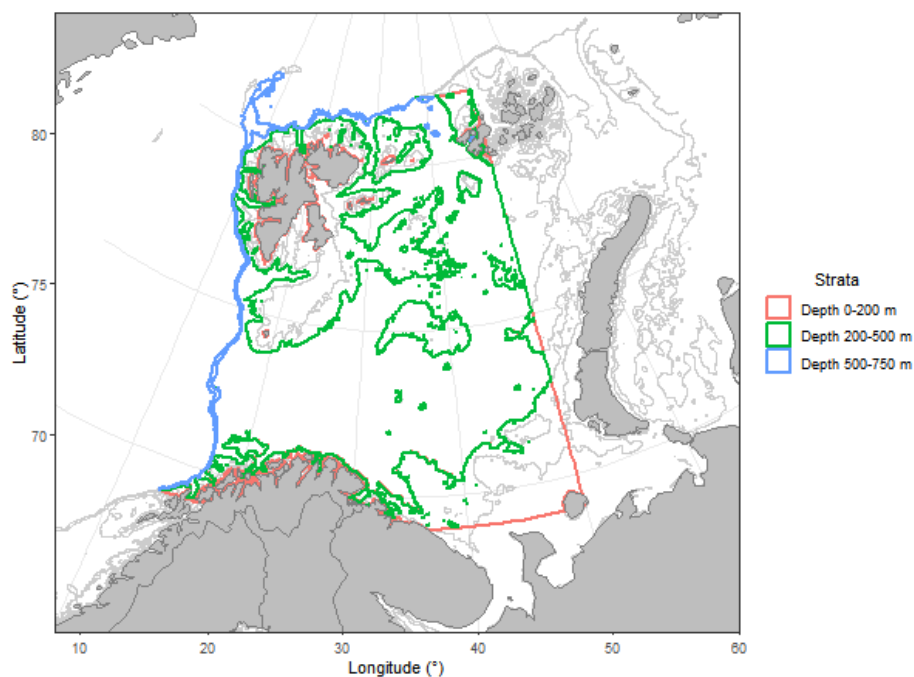 80
75
70
Latitude (°)
10 20 30 40 50 60
Longitude (°)
Strata
Depth 0-200 m
Depth 200-500 m
Depth 500-750 m